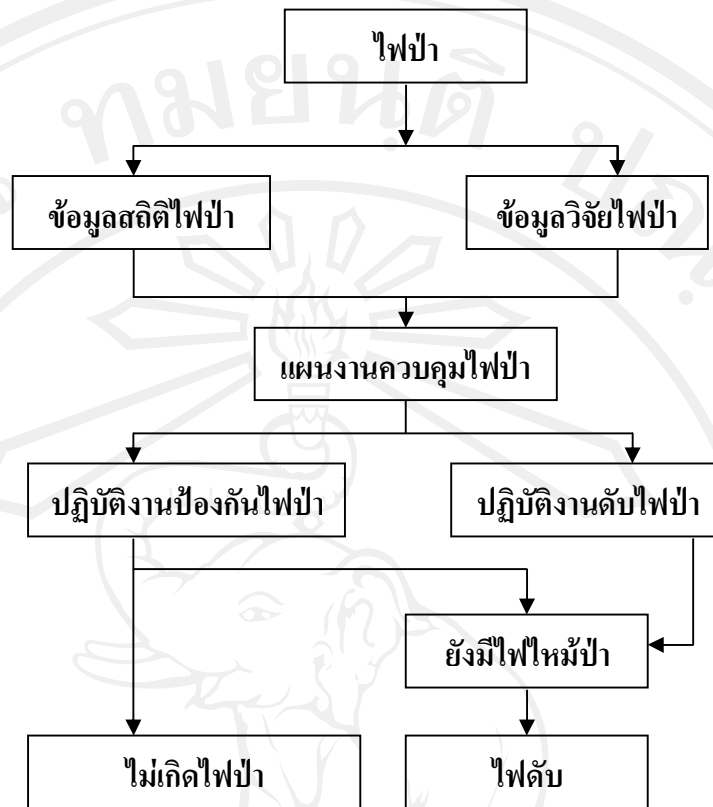 ไฟป่า
ข้อมูลสถิติไฟป่า
ข้อมูลวิจัยไฟป่า
แผนงานควบคุมไฟป่า
ปฏิบัติงานป้องกันไฟป่า
ปฏิบัติงานดับไฟป่า
ยังมีไฟไหม้ป่า
ไม่เกิดไฟป่า
ไฟดับ